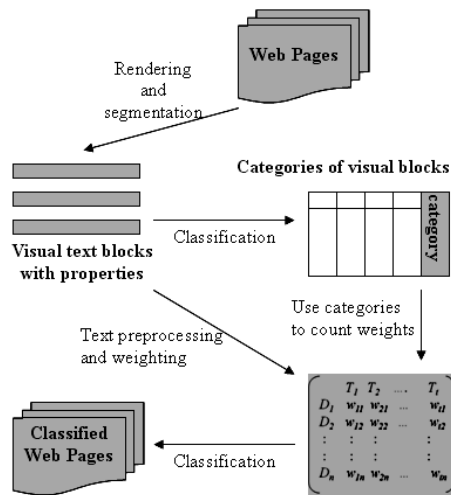 Web Pages
Rendering
and
segmentation
Categories of visual blocks
category
Visual text blocks
with properties
Classification
Use categories
to count weights
Text preprocessing
and weighting
T1 T2 .... Tt
D1 w11 w21 ... wt1
D2 w12 w22 ... wt2
: : : :
: : : :
Dn w1n w2n ... wtn
Classified
Web Pages
Classification